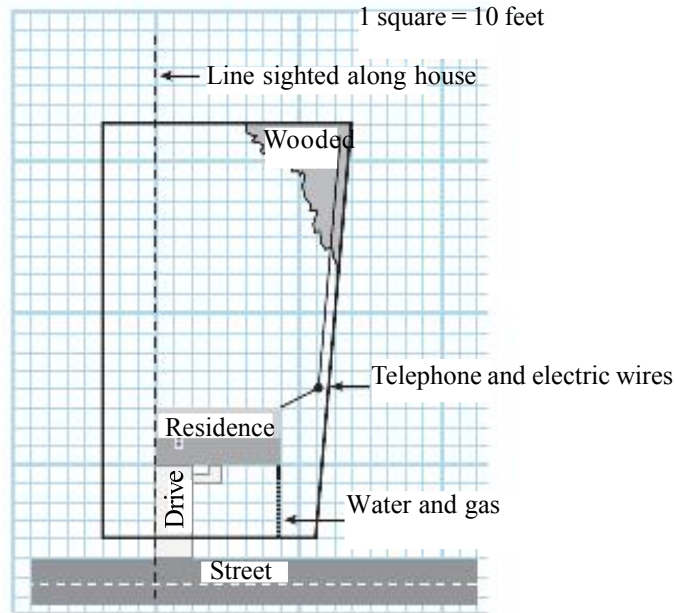 1 square = 10 feet
Line sighted along house
Wooded
Telephone and electric wires
Residence
Drive
Water and gas
Street